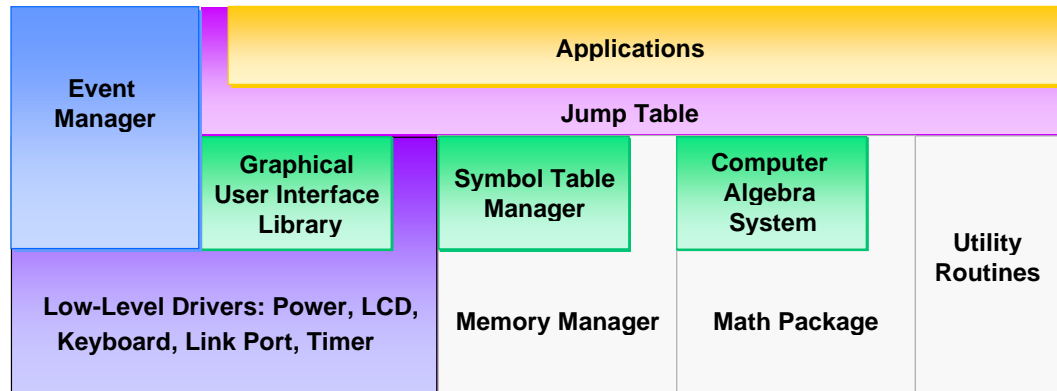 Applications
Event
Manager
Jump Table
Graphical
User Interface
Library
Symbol Table
Manager
Computer
Algebra
System
Utility
Routines
Low-Level Drivers: Power, LCD,
Keyboard, Link Port, Timer
Memory Manager
Math Package